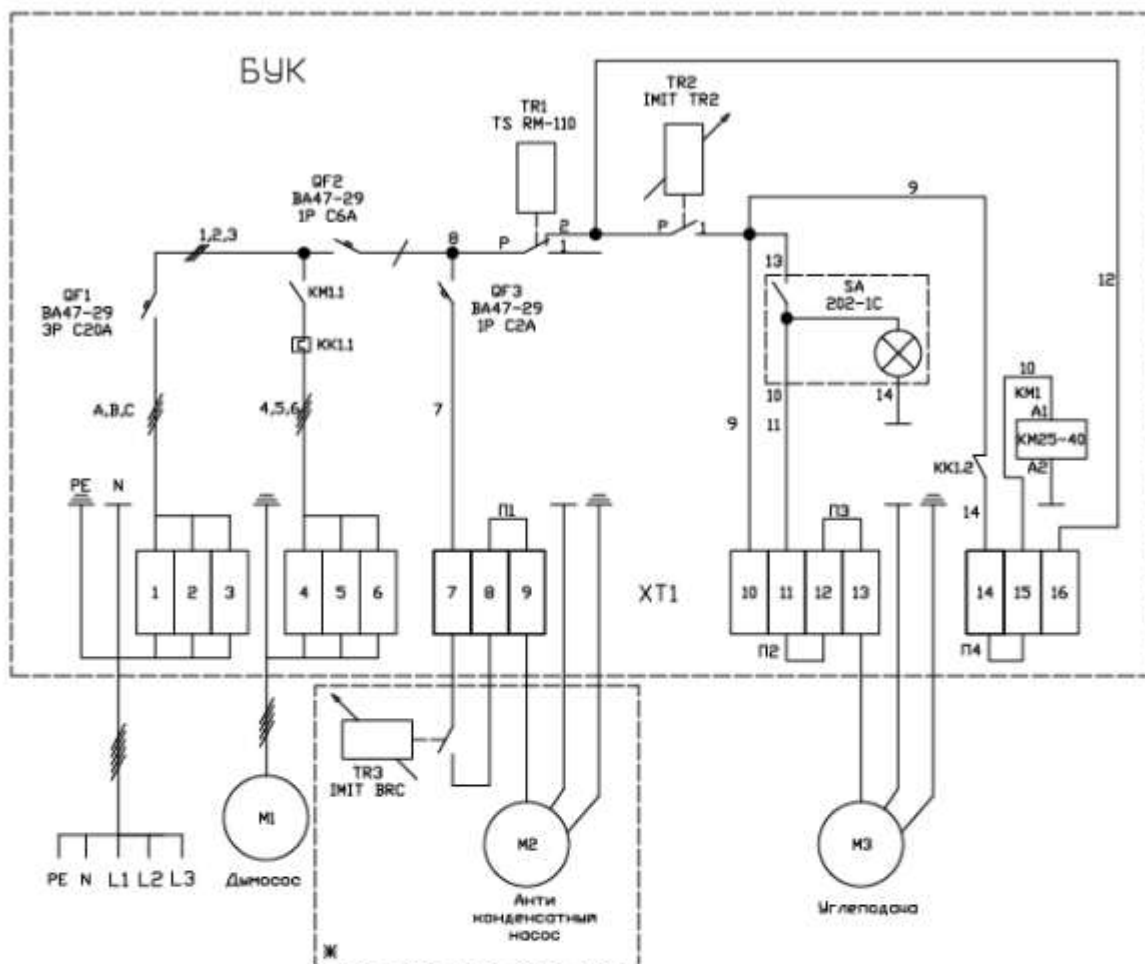 БУК
TR1
TS RM-110
TR2
IMIT TR2
QF2
BA47-29
1P C6A
9
1,2,3
8
P
2
1
P
1
QF1
BA47-29
3P C20A
KM1.1
QF3
BA47-29
1P C2A
13
SA
202-1C
12
KK1.1
10
KM1
A1
KM25-40
A2
A,B,C
4,5,6
7
9
10
11
14
KK1.2
14
PE
N
П1
П3
1
2
3
4
5
6
7
8
9
XT1
10
11
12
13
14
15
16
П2
П4
TR3
IMIT BRC
M1
M2
M3
PE N L1 L2 L3
Дымосос
Анти
конденсатный
насос
Углеподача
Ж